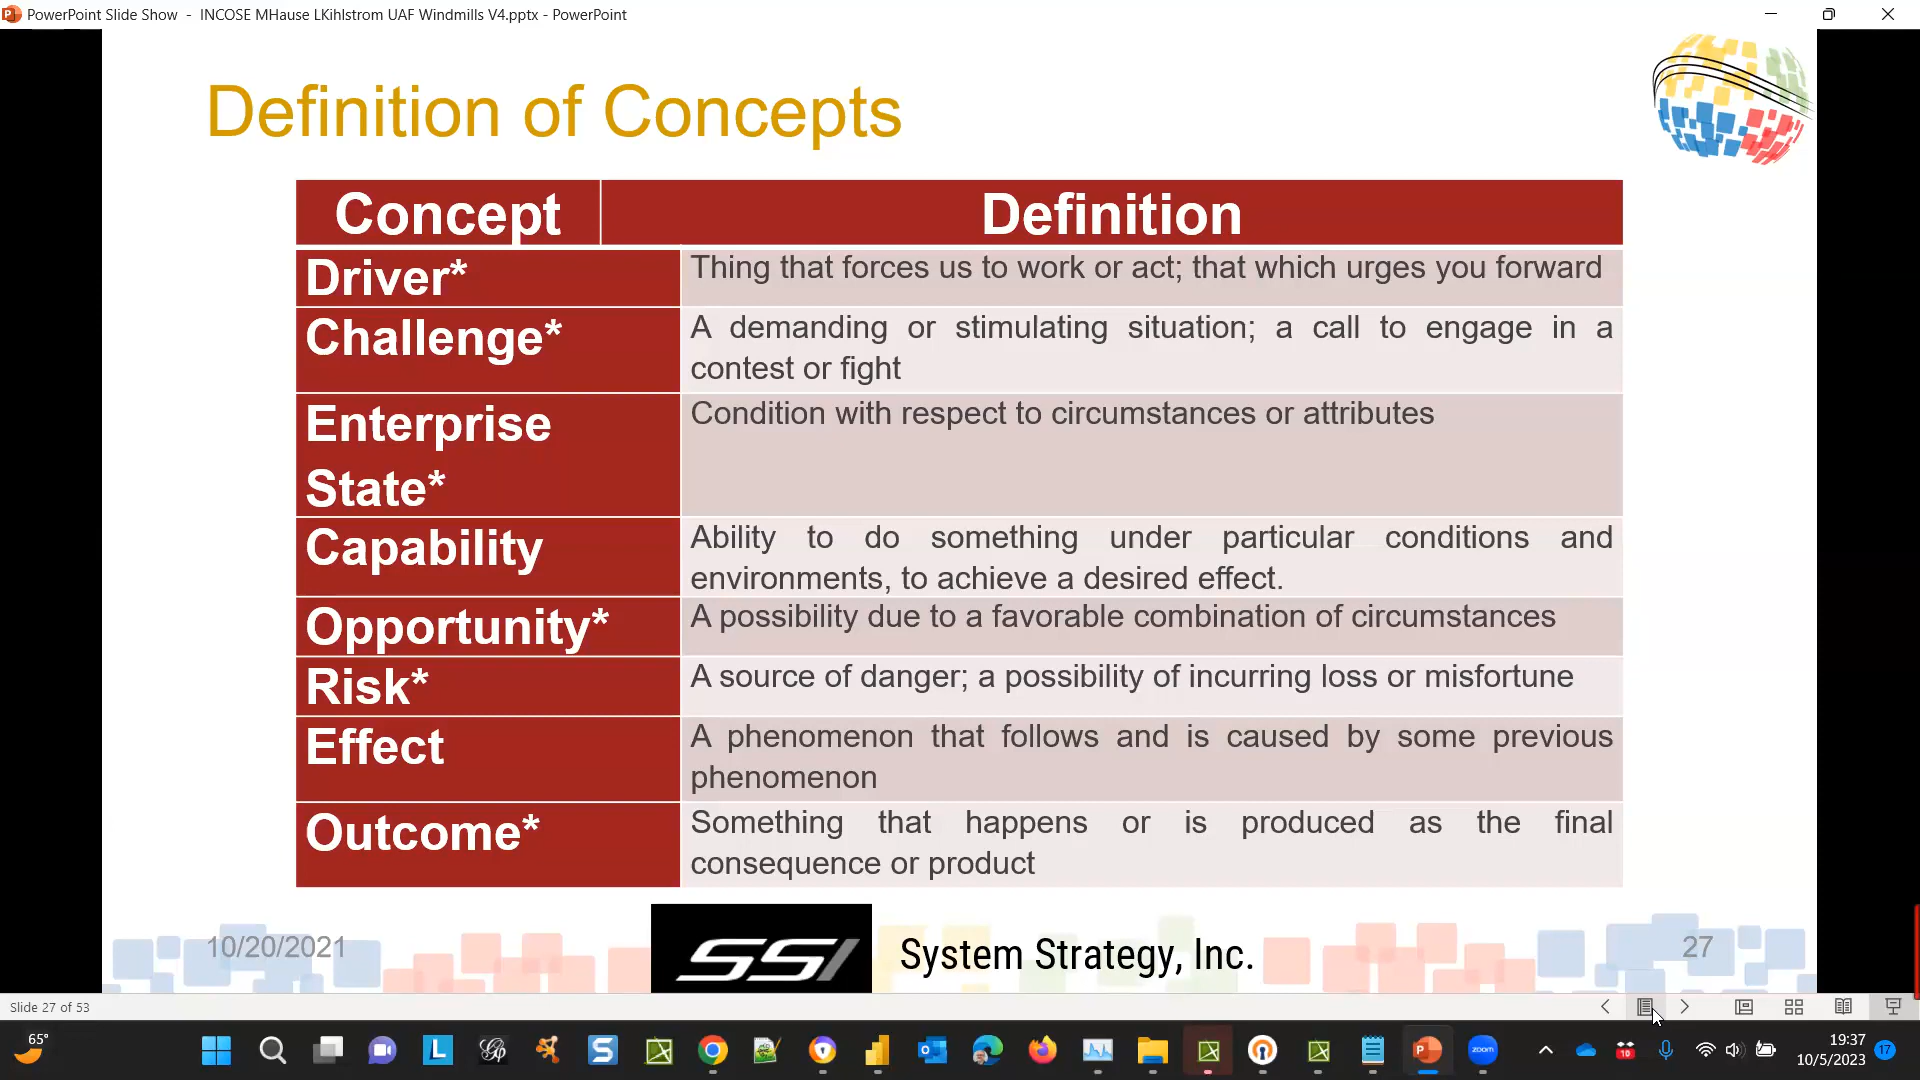 PowerPoint Slide Show - INCOSE MHause LKihlstrom UAF Windmills V4.pptx - PowerPoint
Definition of Concepts
Concept Definition
Driver* Thing that forces us to work or act; that which urges you forward
Challenge* A demanding or stimulating situation; a call to engage in a
contest or fight
Enterprise Condition with respect to circumstances or attributes
State*
Capability Ability to do something under particular conditions and
environments, to achieve a desired effect.
Opportunity* A possibility due to a favorable combination of circumstances
Risk* A source of danger; a possibility of incurring loss or misfortune
Effect A phenomenon that follows and is caused by some previous
phenomenon
Outcome* Something that happens or is produced as the final
consequence or product
10/20/2021 SSI System Strategy, Inc. 27
Slide 27 of 53
65°
L
S
zoom
10
19:37
10/5/2023
17